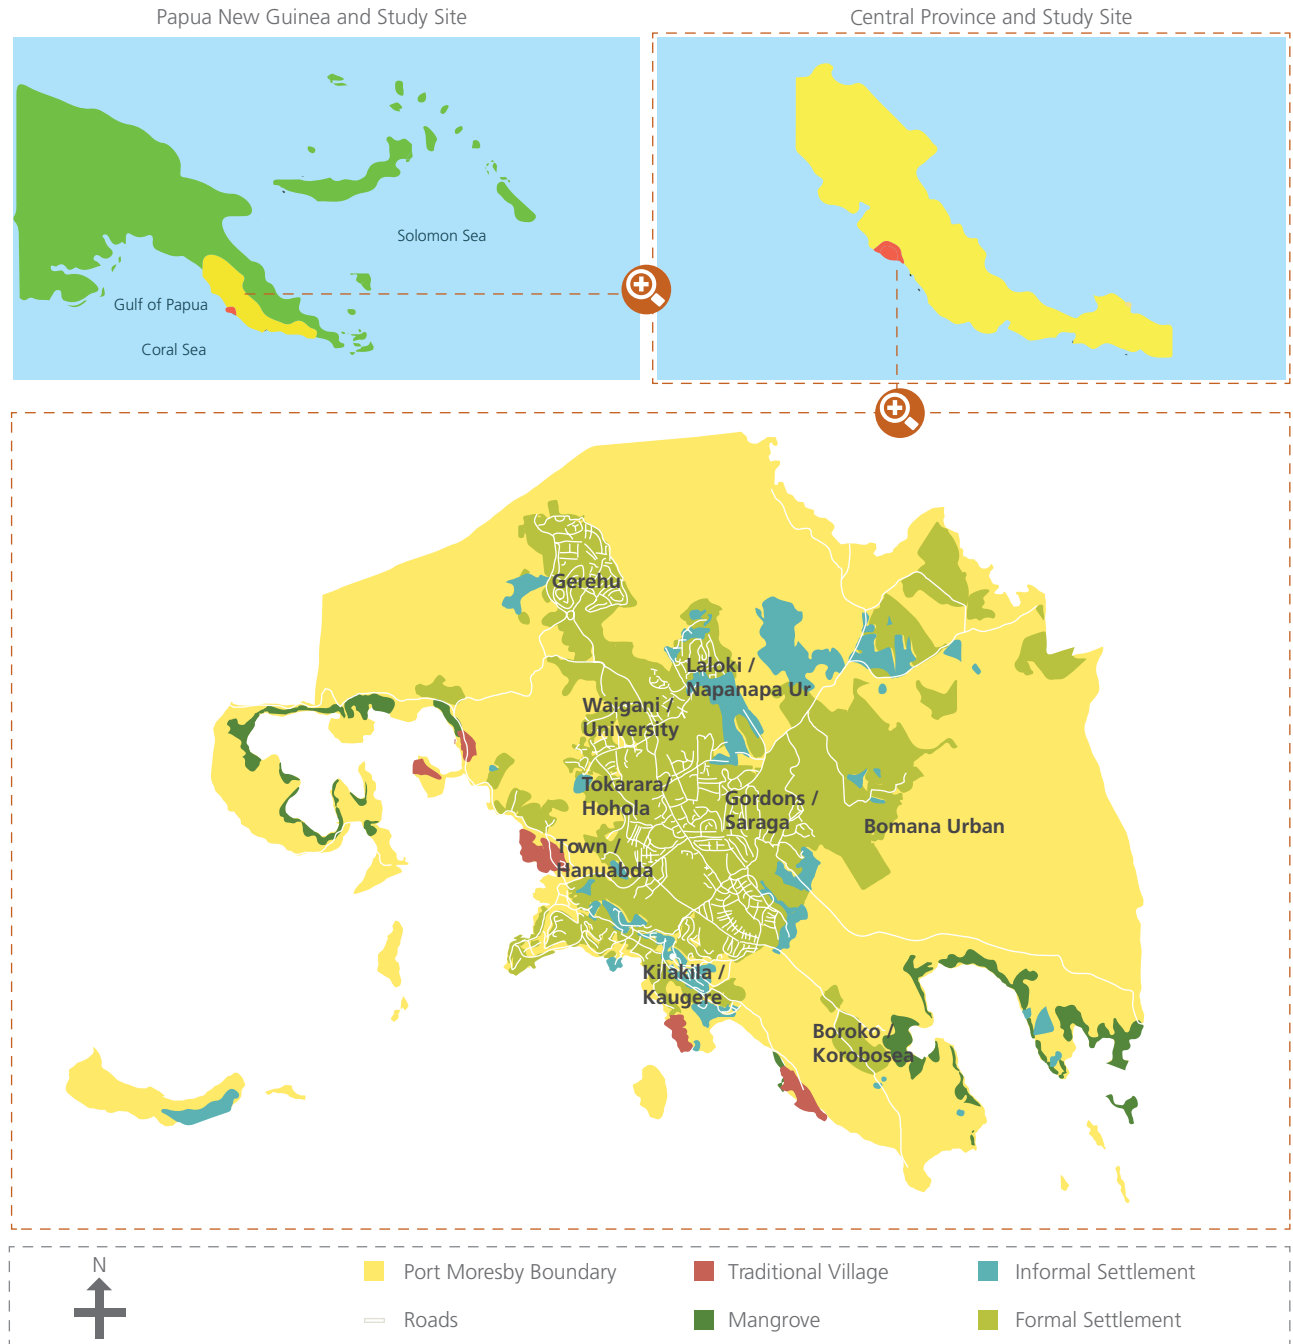 Papua New Guinea and Study Site
Central Province and Study Site
Solomon Sea
Gulf of Papua
Coral Sea
Gerehu
Laloki /
Napanapa Ur
Waigani /
University
Tokarara/
Hohola
Gordons /
Saraga
Bomana Urban
Town /
Hanuabda
Kilakila /
Kaugere
Boroko /
Korobosea
N
Port Moresby Boundary
Traditional Village
Informal Settlement
Roads
Mangrove
Formal Settlement